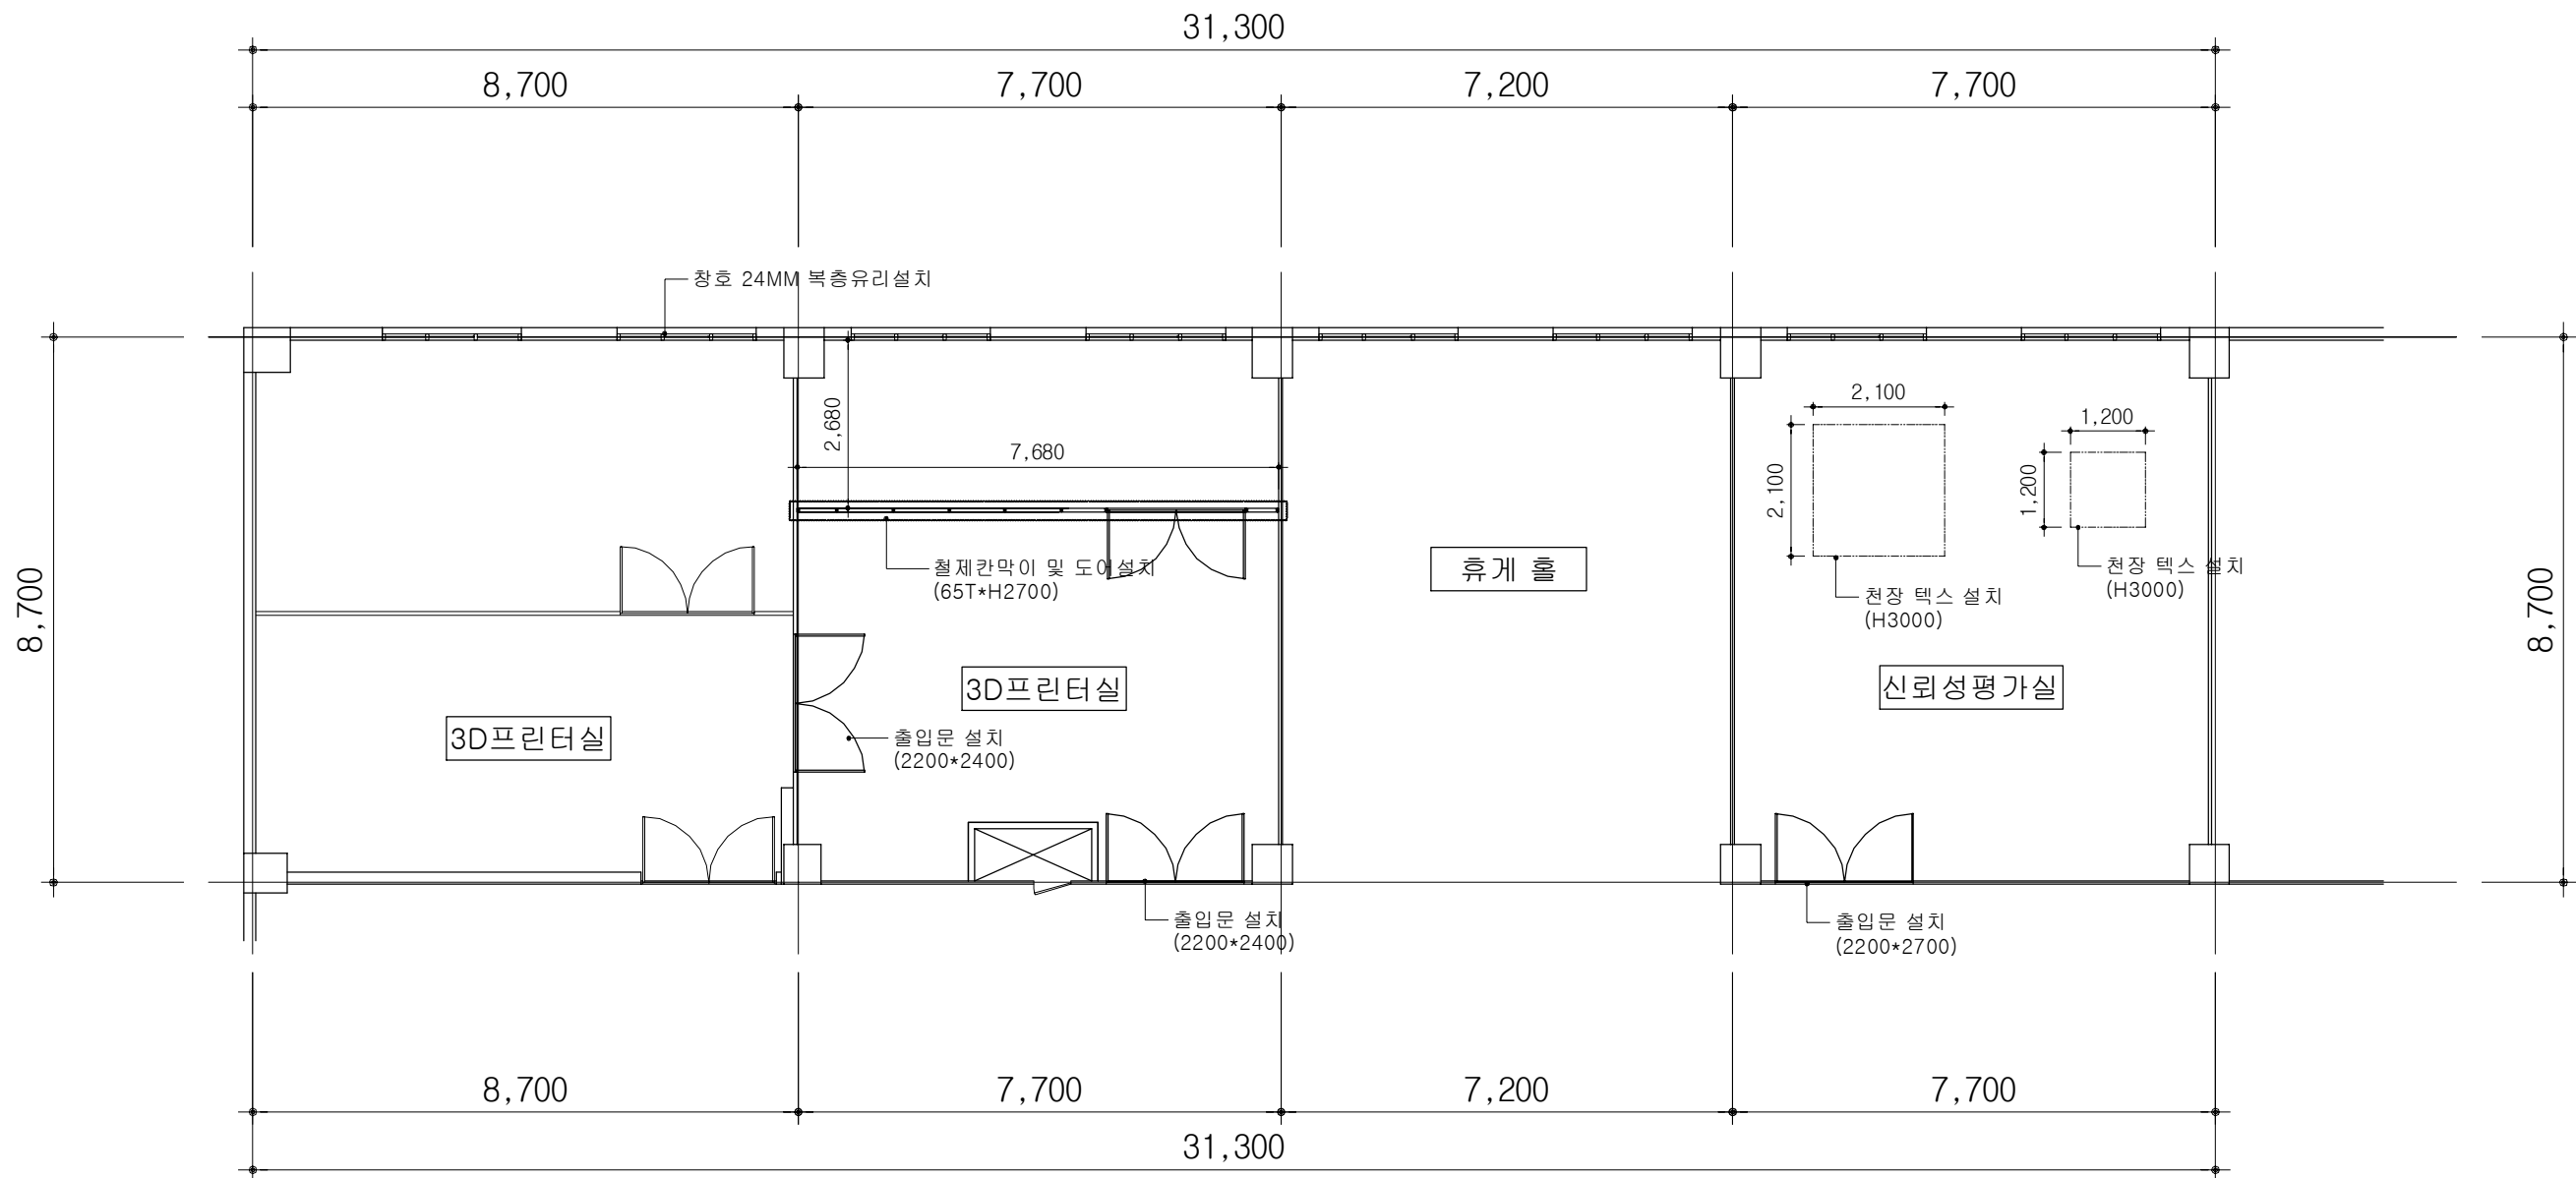 31,300
8,700
7,700
7,200
7,700
창호 24MM 복층유리설치
2,680
7,680
2,100
2,100
1,200
1,200
8,700
8,700
철제칸막이 및 도어설치
(65T*H2700)
휴게 홀
천장 텍스 설치
(H3000)
천장 텍스 설치
(H3000)
3D프린터실
3D프린터실
신뢰성평가실
출입문 설치
(2200*2400)
출입문 설치
(2200*2400)
출입문 설치
(2200*2700)
8,700
7,700
7,200
7,700
31,300